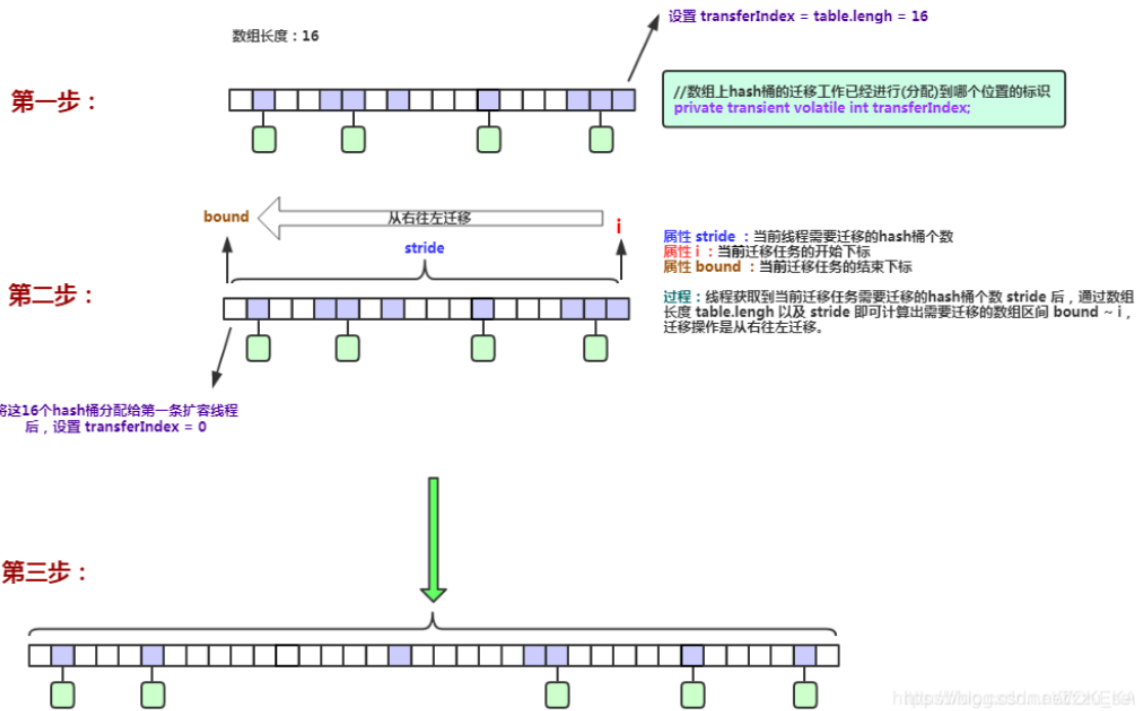 设置 transferIndex = table.lengh = 16
数组长度：16
第一步：
//数组上hash桶的迁移工作已经进行(分配)到哪个位置的标识
private transient volatile int transferIndex;
bound
从右往左迁移
i
stride
属性 stride ：当前线程需要迁移的hash桶个数
属性 i ：当前迁移任务的开始下标
属性 bound ：当前迁移任务的结束下标
第二步：
过程：线程获取到当前迁移任务需要迁移的hash桶个数 stride 后，通过数组
长度 table.lengh 以及 stride 即可计算出需要迁移的数组区间 bound ~ i，
迁移操作是从右往左迁移。
将这16个hash桶分配给第一条扩容线程
后，设置 transferIndex = 0
第三步：